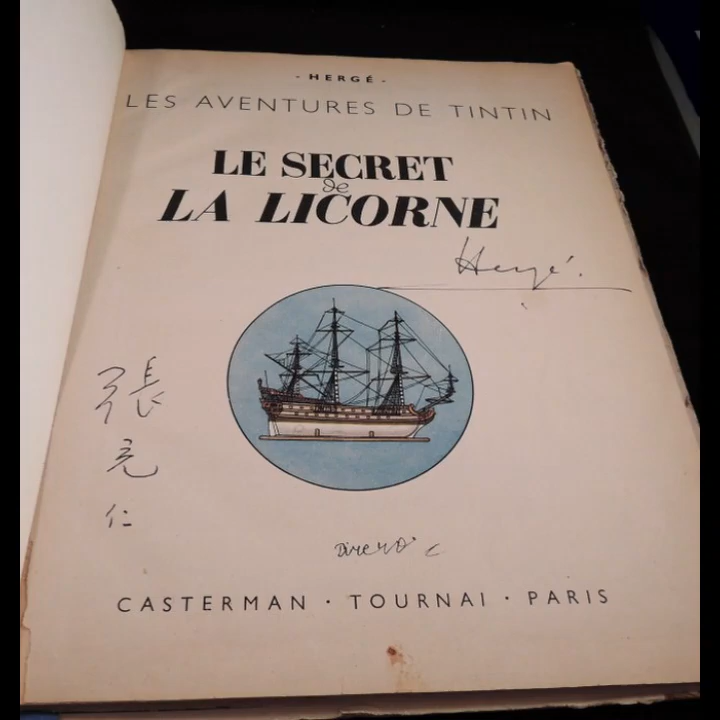 - HERGÉ -
LES AVENTURES DE TINTIN
LE SECRET
de
LA LICORNE
Hergé.
張
充
仁
CASTERMAN · TOURNAI · PARIS